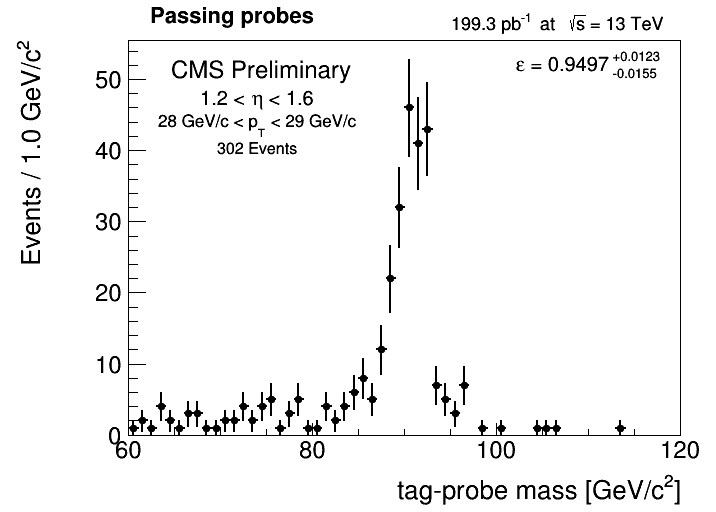 Passing probes
199.3 pb⁻¹ at √s = 13 TeV
CMS Preliminary
ε = 0.9497 +0.0123 -0.0155
1.2 < η < 1.6
28 GeV/c < p_T < 29 GeV/c
302 Events
Events / 1.0 GeV/c²
50
40
30
20
10
0
60 80 100 120
tag-probe mass [GeV/c²]